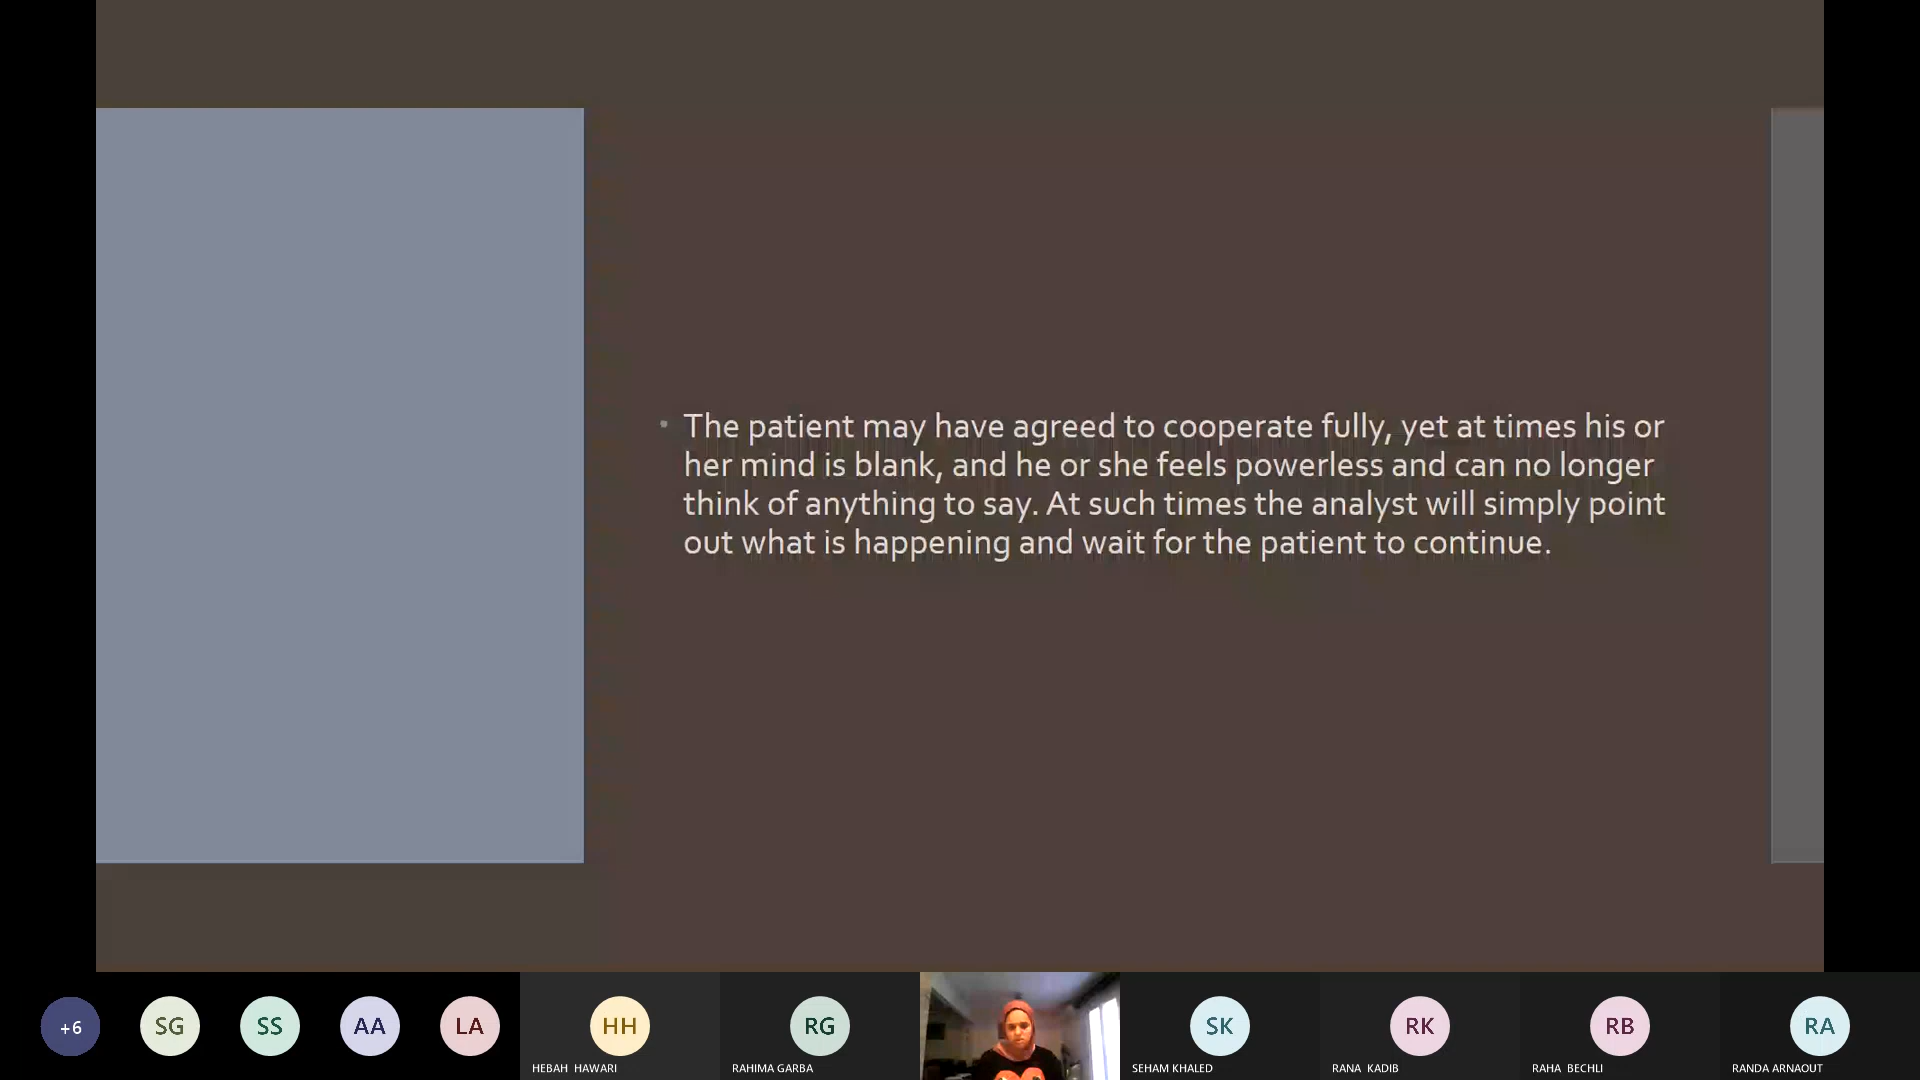 The patient may have agreed to cooperate fully, yet at times his or
her mind is blank, and he or she feels powerless and can no longer
think of anything to say. At such times the analyst will simply point
out what is happening and wait for the patient to continue.
+6
SG
SS
AA
LA
HH
RG
SK
RK
RB
RA
HEBAH HAWARI
RAHIMA GARBA
SEHAM KHALED
RANA KADIB
RAHA BECHLI
RANDA ARNAOUT